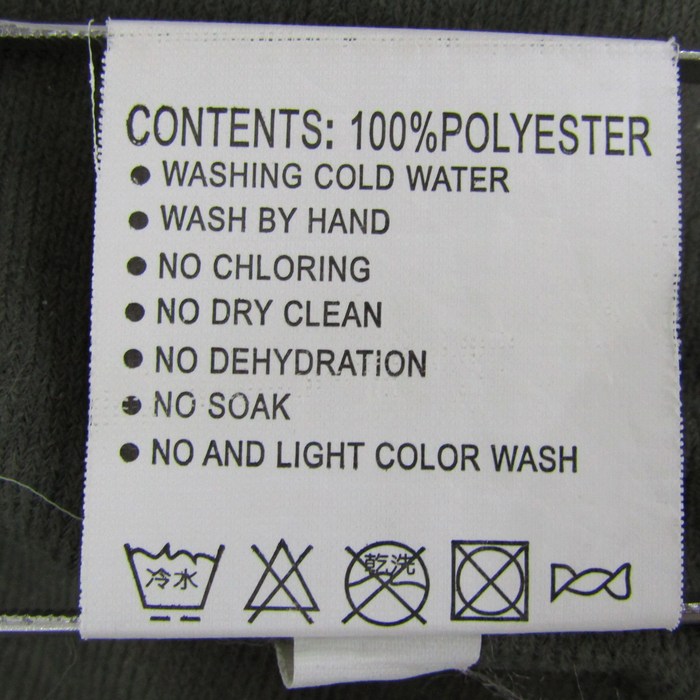 CONTENTS: 100%POLYESTER
● WASHING COLD WATER
● WASH BY HAND
● NO CHLORING
● NO DRY CLEAN
● NO DEHYDRATION
● NO SOAK
● NO AND LIGHT COLOR WASH
冷水 乾洗